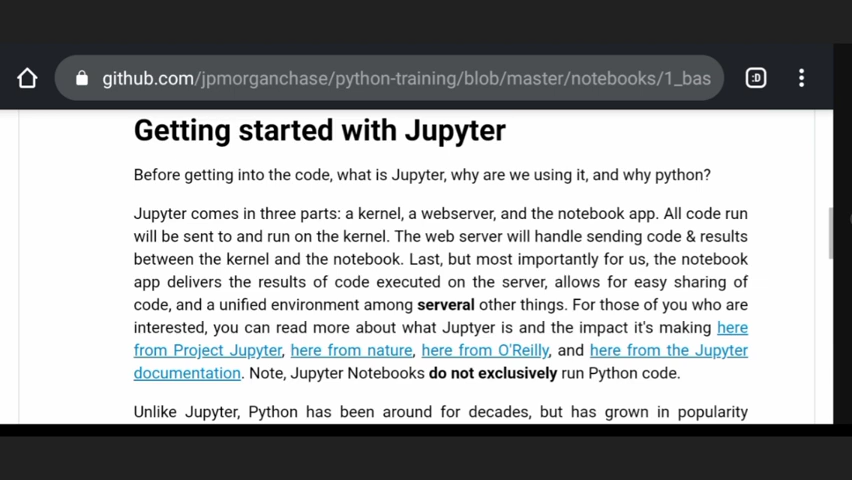 github.com/jpmorganchase/python-training/blob/master/notebooks/1_bas
:D
Getting started with Jupyter
Before getting into the code, what is Jupyter, why are we using it, and why python?
Jupyter comes in three parts: a kernel, a webserver, and the notebook app. All code run
will be sent to and run on the kernel. The web server will handle sending code & results
between the kernel and the notebook. Last, but most importantly for us, the notebook
app delivers the results of code executed on the server, allows for easy sharing of
code, and a unified environment among serveral other things. For those of you who are
interested, you can read more about what Juptyer is and the impact it's making here
from Project Jupyter, here from nature, here from O'Reilly, and here from the Jupyter
documentation. Note, Jupyter Notebooks do not exclusively run Python code.
Unlike Jupyter, Python has been around for decades, but has grown in popularity